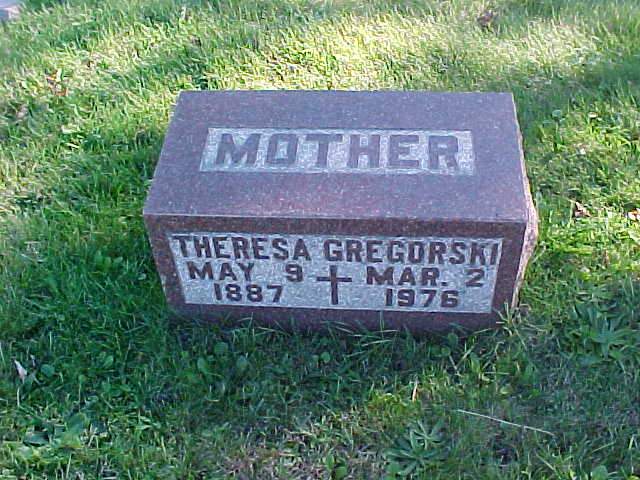 MOTHER
THERESA GREGORSKI
MAY 9 MAR. 2
1887 1976